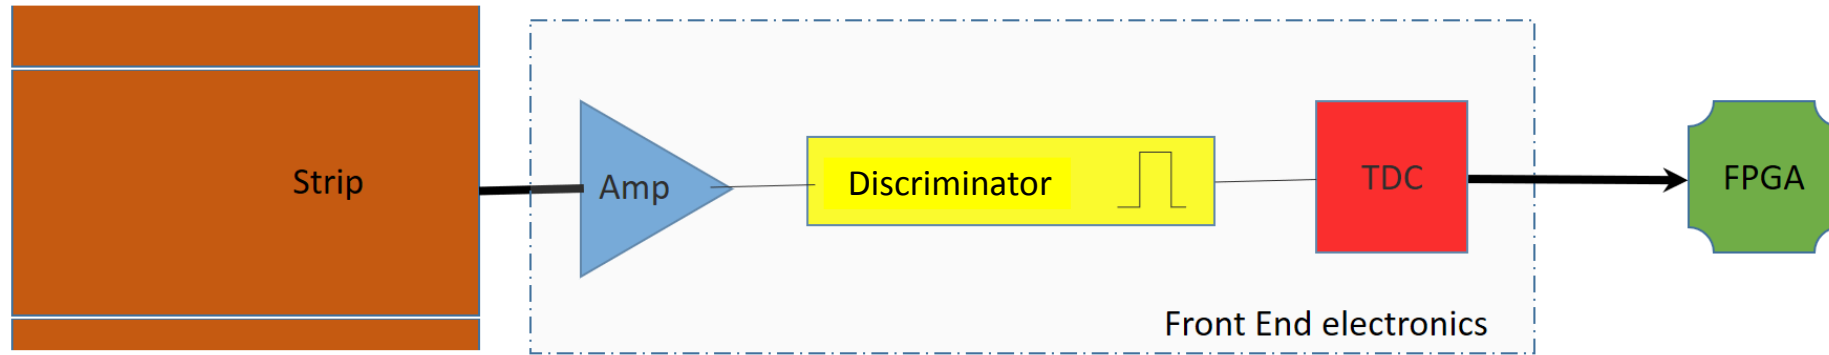 Strip
Amp
Discriminator
TDC
FPGA
Front End electronics